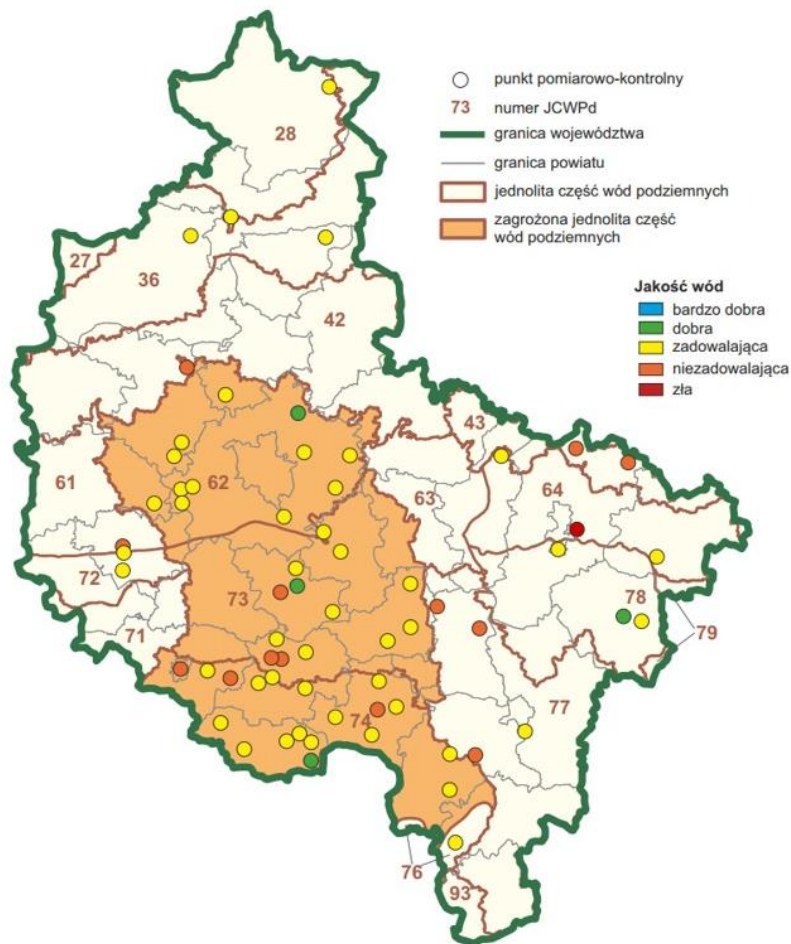 punkt pomiarowo-kontrolny
73 numer JCWPd
granica województwa
granica powiatu
jednolita część wód podziemnych
zagrożona jednolita część
wód podziemnych
Jakość wód
bardzo dobra
dobra
zadowalająca
niezadowalająca
zła
28
27
36
42
43
61
62
63
64
72
73
78
71
79
77
74
76
93